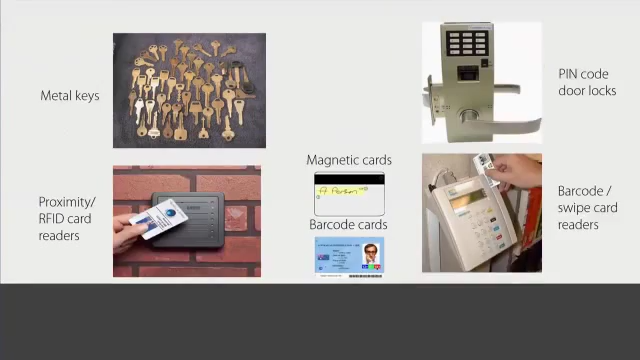 Metal keys
PIN code
door locks
Magnetic cards
A Person
Proximity/
RFID card
readers
Barcode cards
Barcode /
swipe card
readers